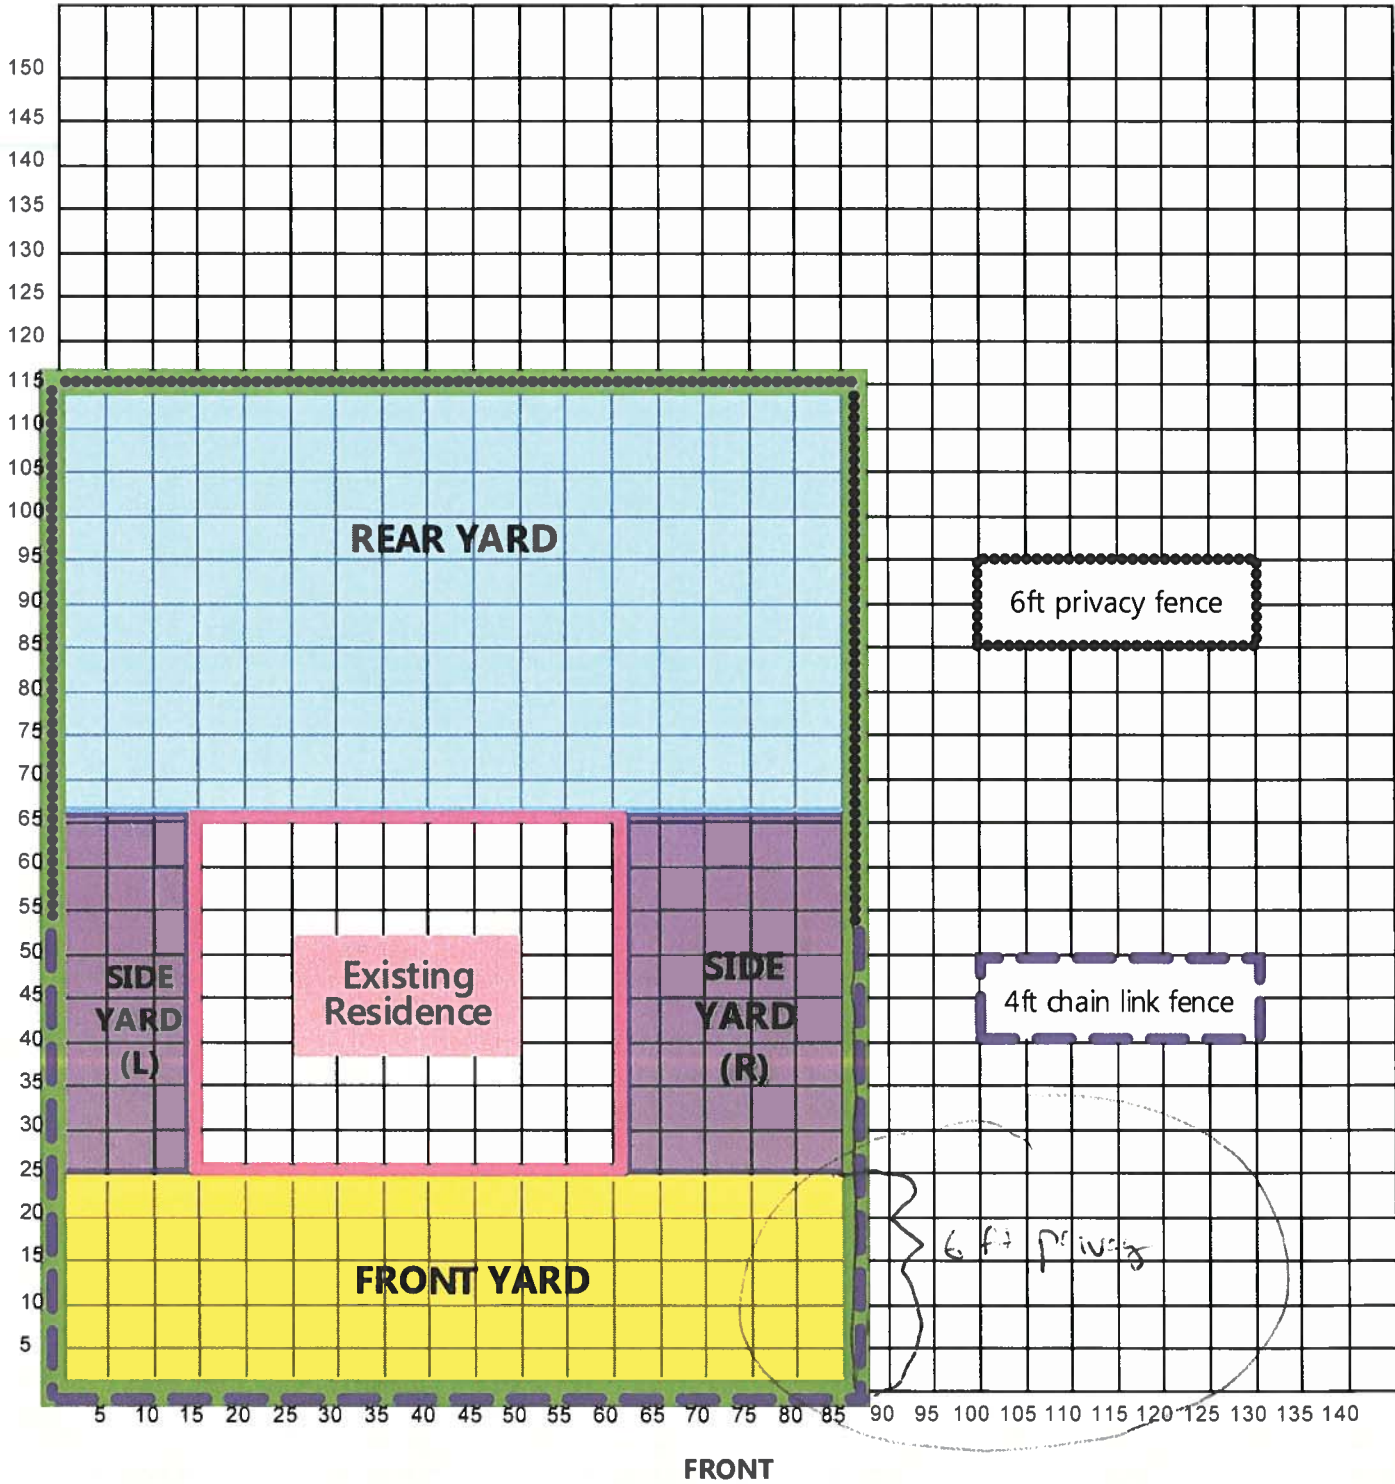 150
145
140
135
130
125
120
115
110
105
100
95
90
85
80
75
70
65
60
55
50
45
40
35
30
25
20
15
10
5
REAR YARD
6ft privacy fence
SIDE
YARD
(L)
Existing
Residence
SIDE
YARD
(R)
4ft chain link fence
6 ft privacy
FRONT YARD
5 10 15 20 25 30 35 40 45 50 55 60 65 70 75 80 85 90 95 100 105 110 115 120 125 130 135 140
FRONT